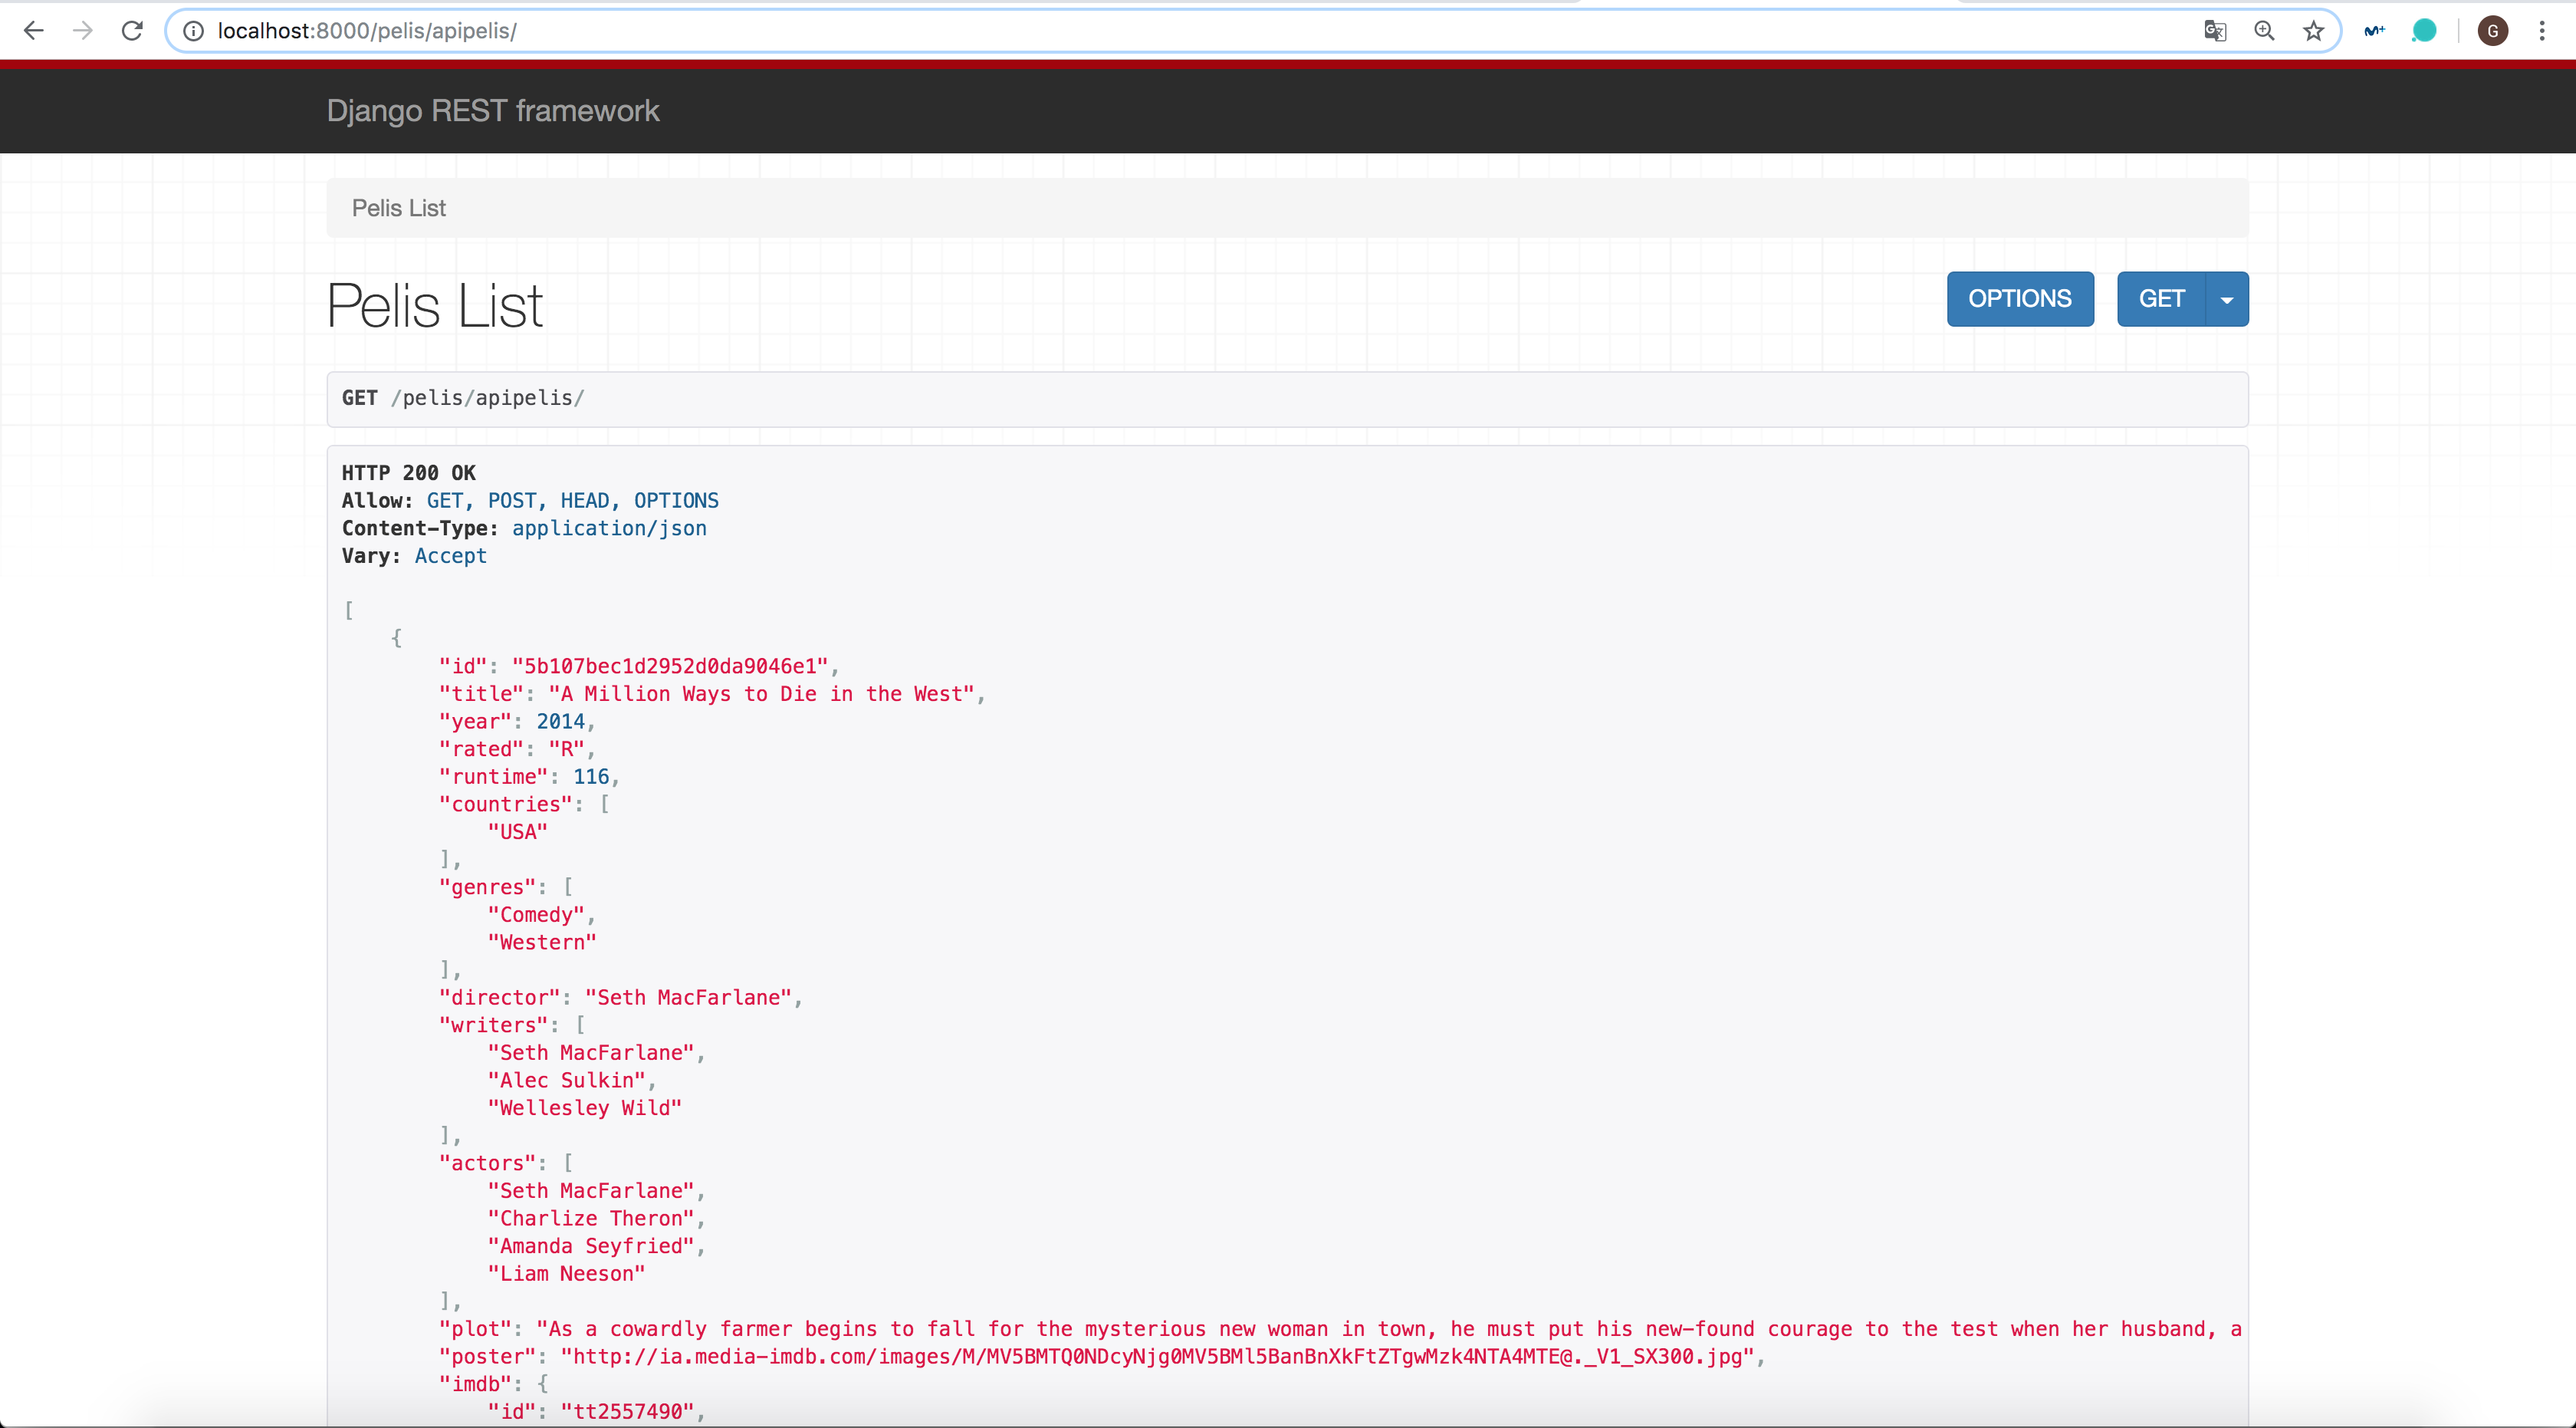 localhost:8000/pelis/apipelis/
G
Django REST framework
Pelis List
Pelis List
OPTIONS
GET
GET /pelis/apipelis/
HTTP 200 OK
Allow: GET, POST, HEAD, OPTIONS
Content-Type: application/json
Vary: Accept
[
{
"id": "5b107bec1d2952d0da9046e1",
"title": "A Million Ways to Die in the West",
"year": 2014,
"rated": "R",
"runtime": 116,
"countries": [
"USA"
],
"genres": [
"Comedy",
"Western"
],
"director": "Seth MacFarlane",
"writers": [
"Seth MacFarlane",
"Alec Sulkin",
"Wellesley Wild"
],
"actors": [
"Seth MacFarlane",
"Charlize Theron",
"Amanda Seyfried",
"Liam Neeson"
],
"plot": "As a cowardly farmer begins to fall for the mysterious new woman in town, he must put his new-found courage to the test when her husband, a
"poster": "http://ia.media-imdb.com/images/M/MV5BMTQ0NDcyNjg0MV5BMl5BanBnXkFtZTgwMzk4NTA4MTE@._V1_SX300.jpg",
"imdb": {
"id": "tt2557490",